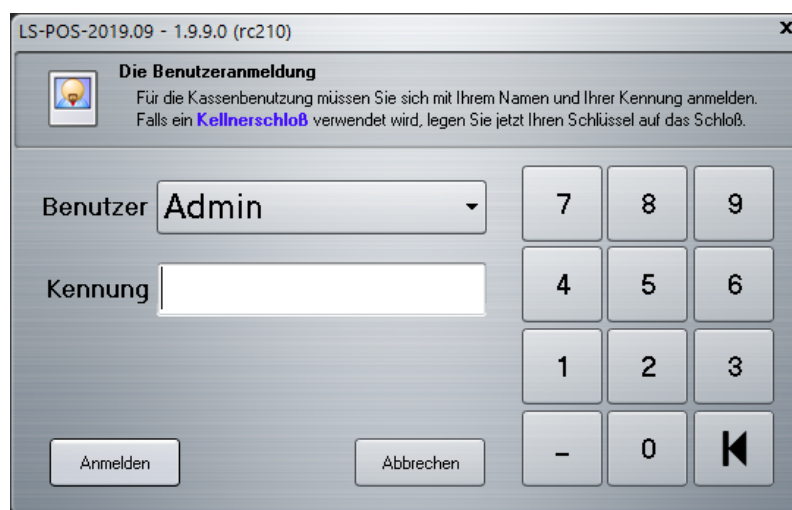 LS-POS-2019.09 - 1.9.9.0 (rc210)
x
Die Benutzeranmeldung
Für die Kassenbenutzung müssen Sie sich mit Ihrem Namen und Ihrer Kennung anmelden.
Falls ein Kellnerschloß verwendet wird, legen Sie jetzt Ihren Schlüssel auf das Schloß.
Benutzer Admin
Kennung
7 8 9
4 5 6
1 2 3
- 0
Anmelden Abbrechen